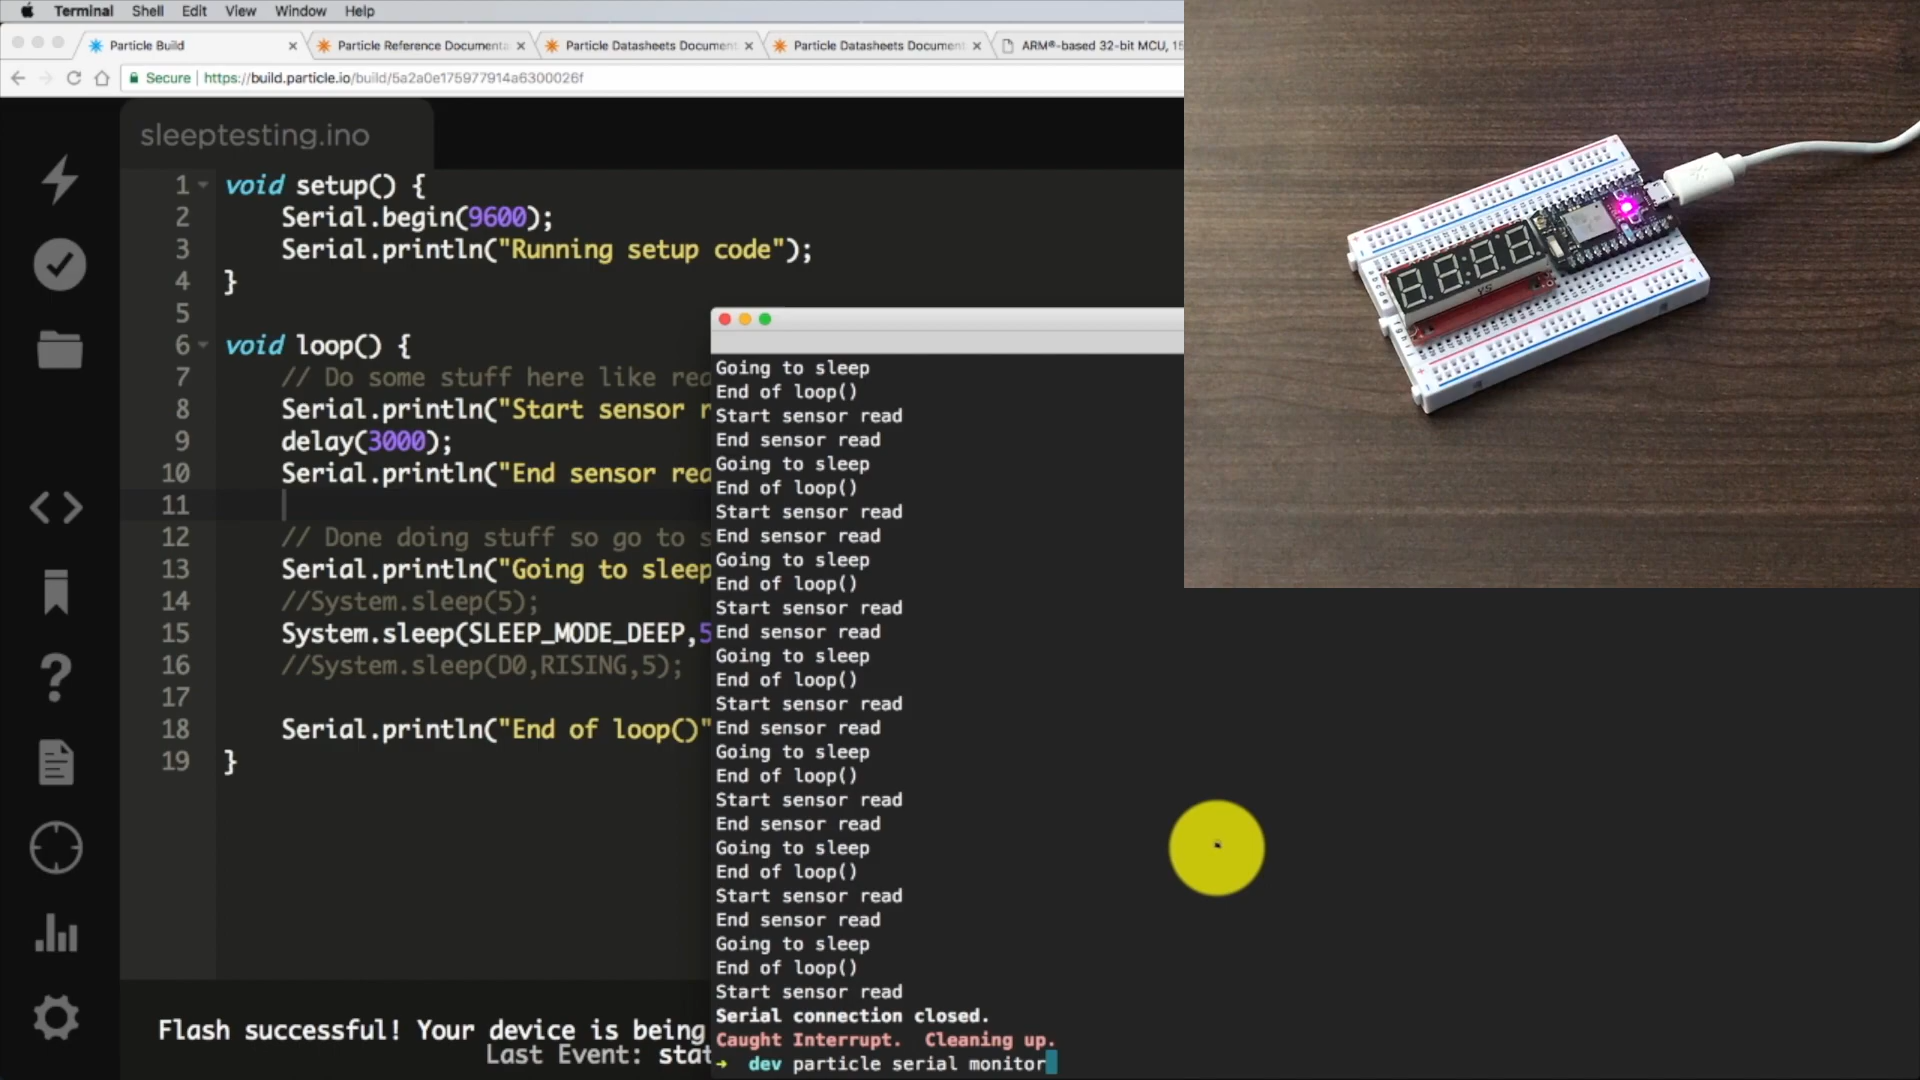 Terminal Shell Edit View Window Help
Particle Build
Particle Reference Documenta
Particle Datasheets Document
Particle Datasheets Document
ARM®-based 32-bit MCU, 15
Secure https://build.particle.io/build/5a2a0e175977914a6300026f
sleeptesting.ino
1 void setup() {
2 Serial.begin(9600);
3 Serial.println("Running setup code");
4 }
5
6 void loop() {
7 // Do some stuff here like rea
8 Serial.println("Start sensor r
9 delay(3000);
10 Serial.println("End sensor rea
11
12 // Done doing stuff so go to s
13 Serial.println("Going to sleep
14 //System.sleep(5);
15 System.sleep(SLEEP_MODE_DEEP,5
16 //System.sleep(D0,RISING,5);
17
18 Serial.println("End of loop()"
19 }
Flash successful! Your device is being
Last Event: stat
Going to sleep
End of loop()
Start sensor read
End sensor read
Going to sleep
End of loop()
Start sensor read
End sensor read
Going to sleep
End of loop()
Start sensor read
End sensor read
Going to sleep
End of loop()
Start sensor read
End sensor read
Going to sleep
End of loop()
Start sensor read
End sensor read
Going to sleep
End of loop()
Start sensor read
End sensor read
Going to sleep
End of loop()
Start sensor read
Serial connection closed.
Caught Interrupt. Cleaning up.
→ dev particle serial monitor